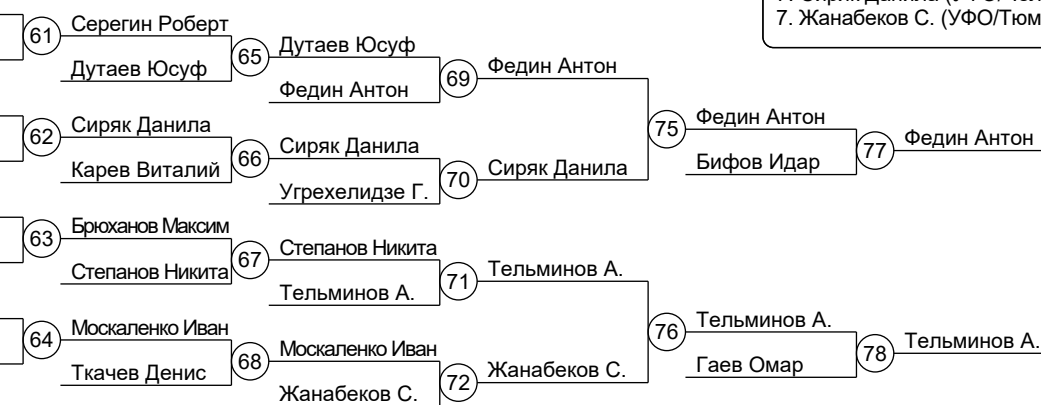 7. Жанабеков С. (УФО/Тюм
61 Серегин Роберт
Дутаев Юсуф
65 Дутаев Юсуф
Федин Антон
69 Федин Антон
62 Сиряк Данила
Карев Виталий
66 Сиряк Данила
Угрехелидзе Г.
70 Сиряк Данила
75 Федин Антон
Бифов Идар
77 Федин Антон
63 Брюханов Максим
Степанов Никита
67 Степанов Никита
Тельминов А.
71 Тельминов А.
64 Москаленко Иван
Ткачев Денис
68 Москаленко Иван
Жанабеков С.
72 Жанабеков С.
76 Тельминов А.
Гаев Омар
78 Тельминов А.